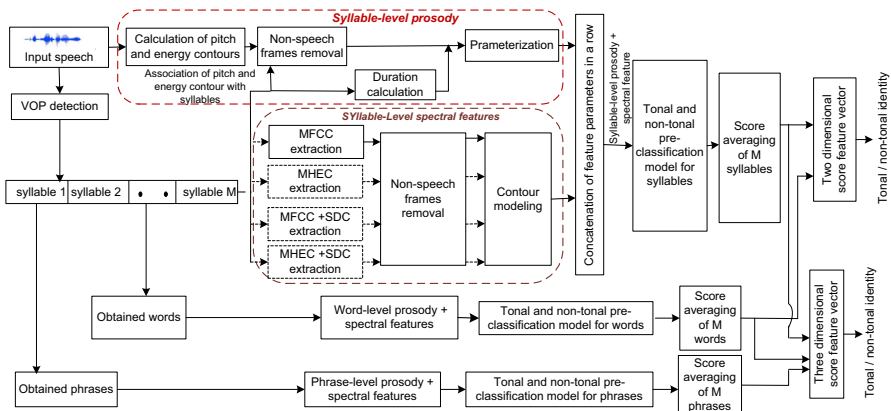 Syllable-level prosody
Input speech
Calculation of pitch
and energy contours
Non-speech
frames removal
Prameterization
Association of pitch and
energy contour with
syllables
Duration
calculation
VOP detection
SYllable-Level spectral features
MFCC
extraction
MHEC
extraction
MFCC +SDC
extraction
MHEC +SDC
extraction
Non-speech
frames removal
Contour
modeling
syllable 1
syllable 2
syllable M
Concatenation of feature parameters in a row
Syllable-level prosody +
spectral feature
Tonal and
non-tonal
pre-
classification
model for
syllables
Score
averaging
of M
syllables
Two dimensional
score feature vector
Tonal / non-tonal identity
Obtained words
Word-level prosody +
spectral features
Tonal and non-tonal pre-
classification model for words
Score
averaging
of M
words
Three dimensional
score feature vector
Tonal / non-tonal identity
Obtained phrases
Phrase-level prosody +
spectral features
Tonal and non-tonal pre-
classification model for phrases
Score
averaging
of M
phrases